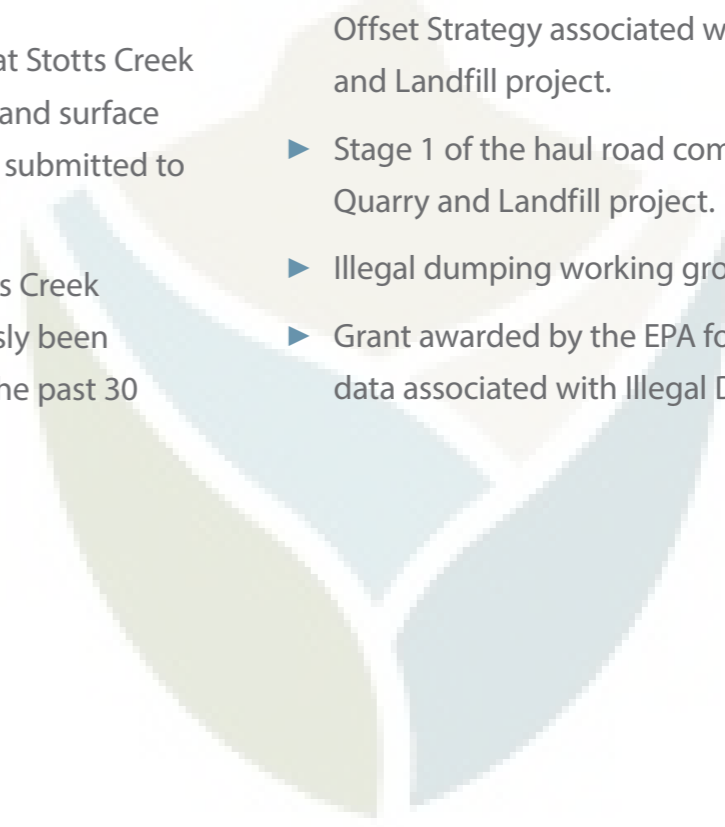 at Stotts Creek
and surface
submitted to
s Creek
sly been
he past 30
Offset Strategy associated w
and Landfill project.
► Stage 1 of the haul road com
Quarry and Landfill project.
► Illegal dumping working gro
► Grant awarded by the EPA fo
data associated with Illegal D